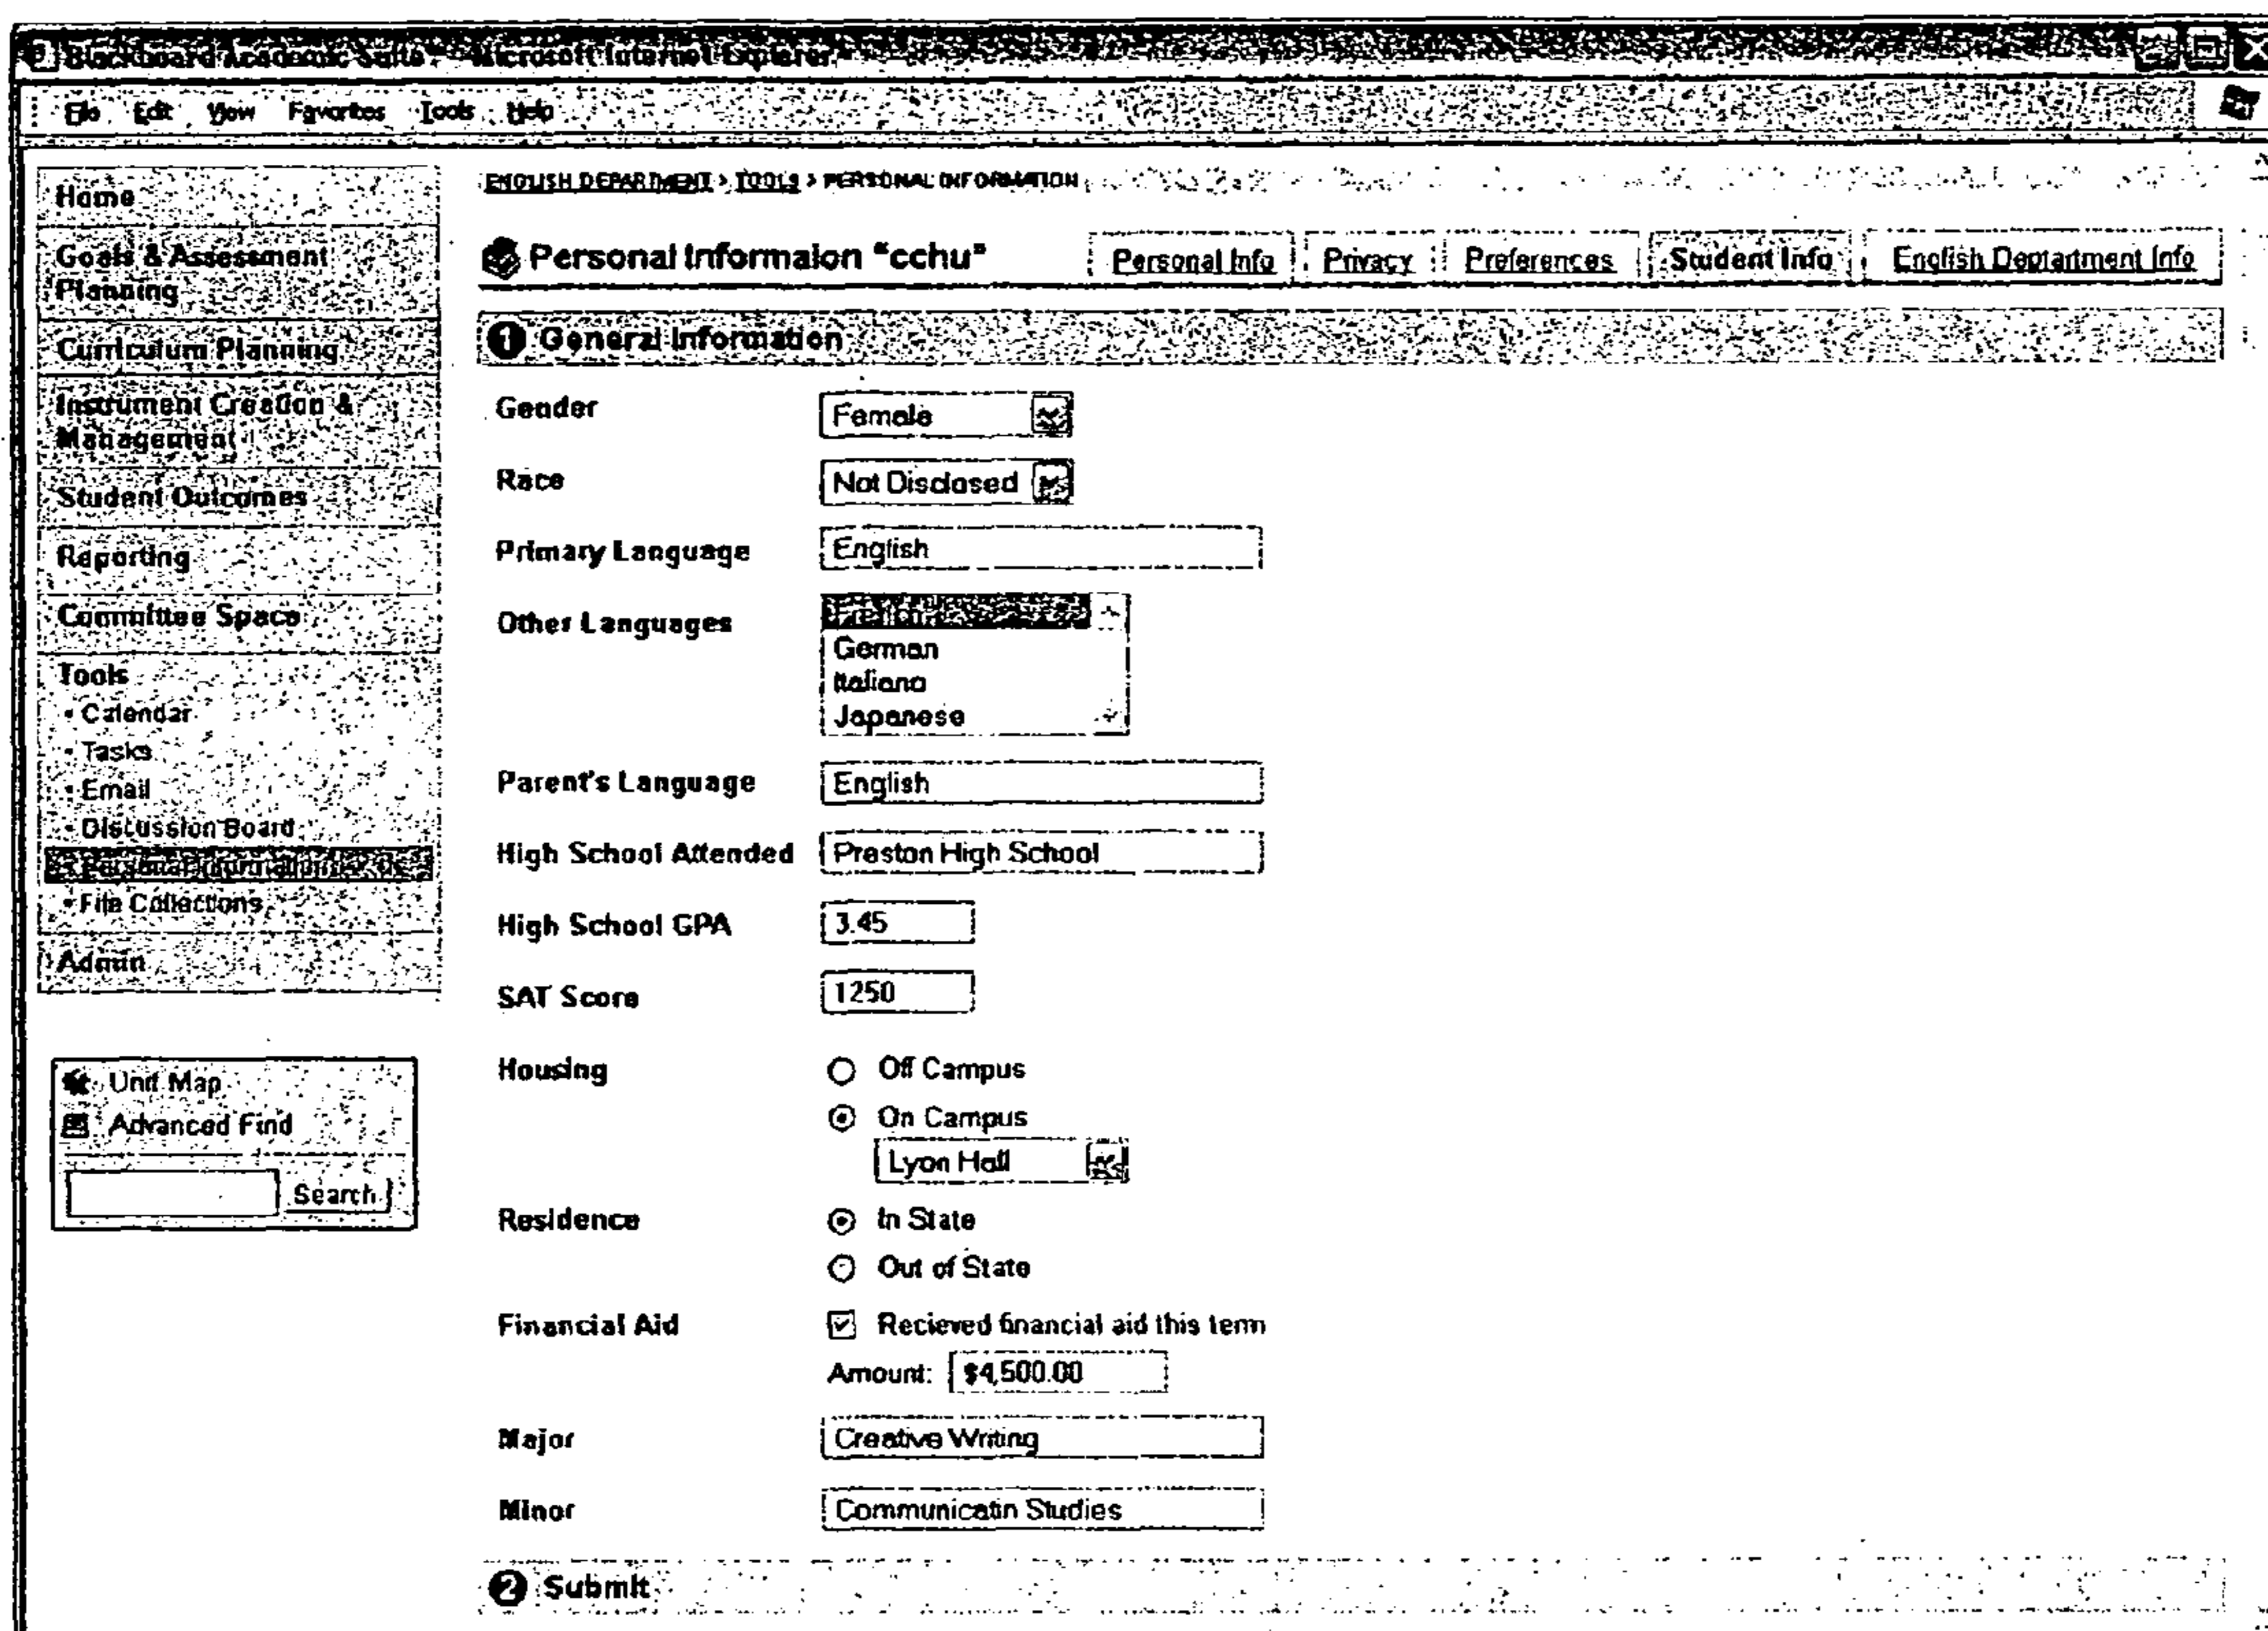 Blackboard Academic Suite - Microsoft Internet Explorer
File Edit View Favorites Tools Help
Home
Goals & Assessment
Planning
Curriculum Planning
Instrument Creation &
Management
Student Outcomes
Reporting
Committee Space
Tools
• Calendar
• Tasks
• Email
• Discussion Board
• Personal Information
• File Collections
Admin
Unit Map
Advanced Find
Search
ENGLISH DEPARTMENT > TOOLS > PERSONAL INFORMATION
Personal Informaion "cchu"
Personal Info Privacy Preferences Student Info English Deptartment Info
1 General Information
Gender Female
Race Not Disclosed
Primary Language English
Other Languages French
German
Italiano
Japanese
Parent's Language English
High School Attended Preston High School
High School GPA 3.45
SAT Score 1250
Housing Off Campus
On Campus
Lyon Hall
Residence In State
Out of State
Financial Aid Recieved financial aid this term
Amount: $4,500.00
Major Creative Writing
Minor Communicatin Studies
2 Submit